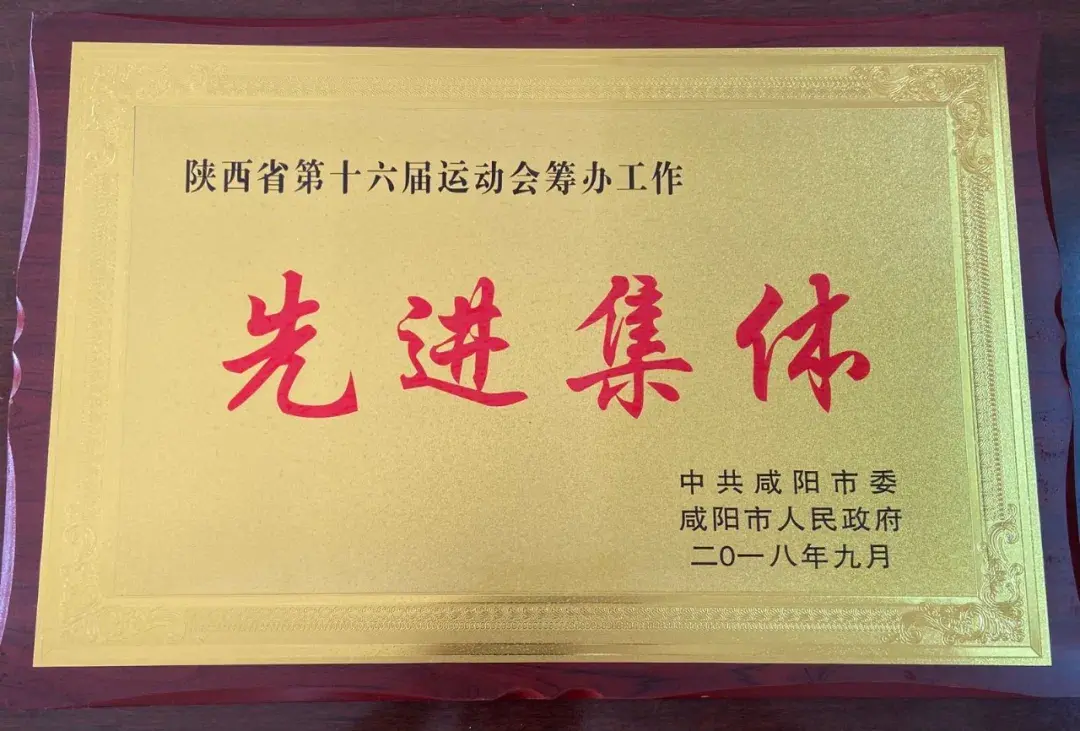 陕西省第十六届运动会筹办工作
先进集体
中共咸阳市委
咸阳市人民政府
二0一八年九月